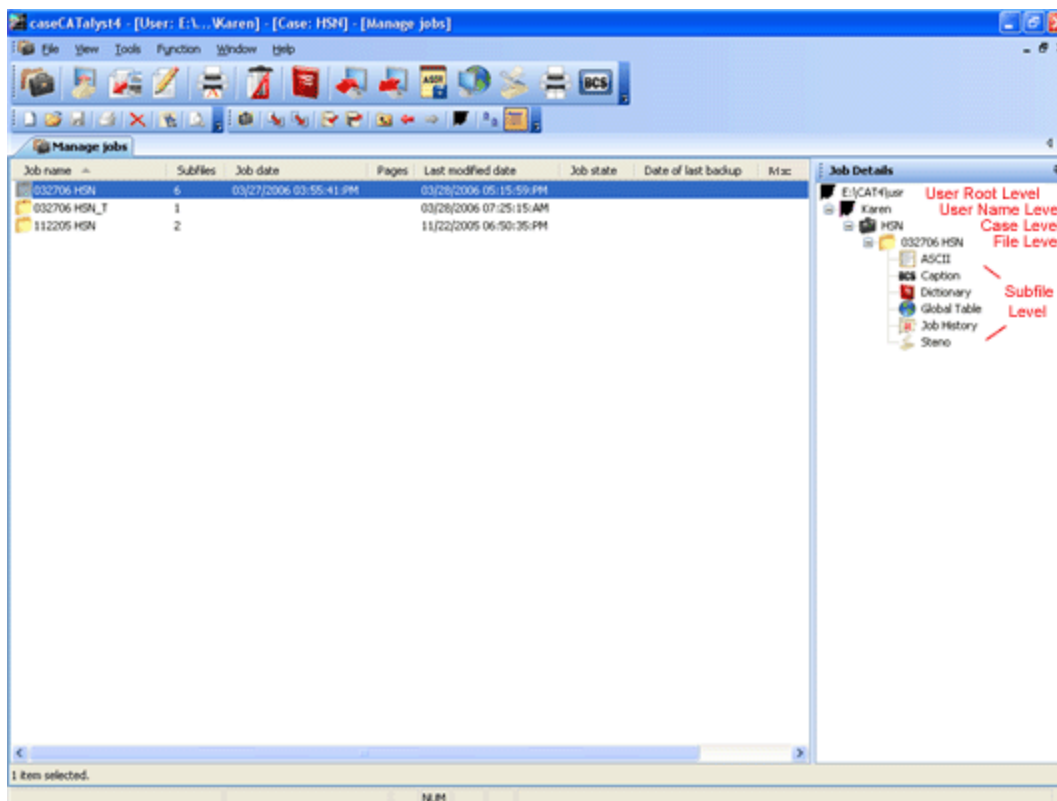 caseCATalyst4 - [User: E:\...\Karen] - [Case: HSN] - [Manage jobs]
File View Tools Function Window Help
ASCII BCS
Manage jobs
Job name Subfiles Job date Pages Last modified date Job state Date of last backup
032706 HSN 6 03/27/2006 03:55:41:PM 03/28/2006 05:15:59:PM
032706 HSN_T 1 03/28/2006 07:25:15:AM
112205 HSN 2 11/22/2005 06:50:35:PM
Job Details
E:\CAT4\usr User Root Level
Karen User Name Leve
HSN Case Leve
032706 HSN File Leve
ASCII
BCS Caption
Dictionary Subfile
Global Table Level
Job History
Steno
1 item selected.
NUM